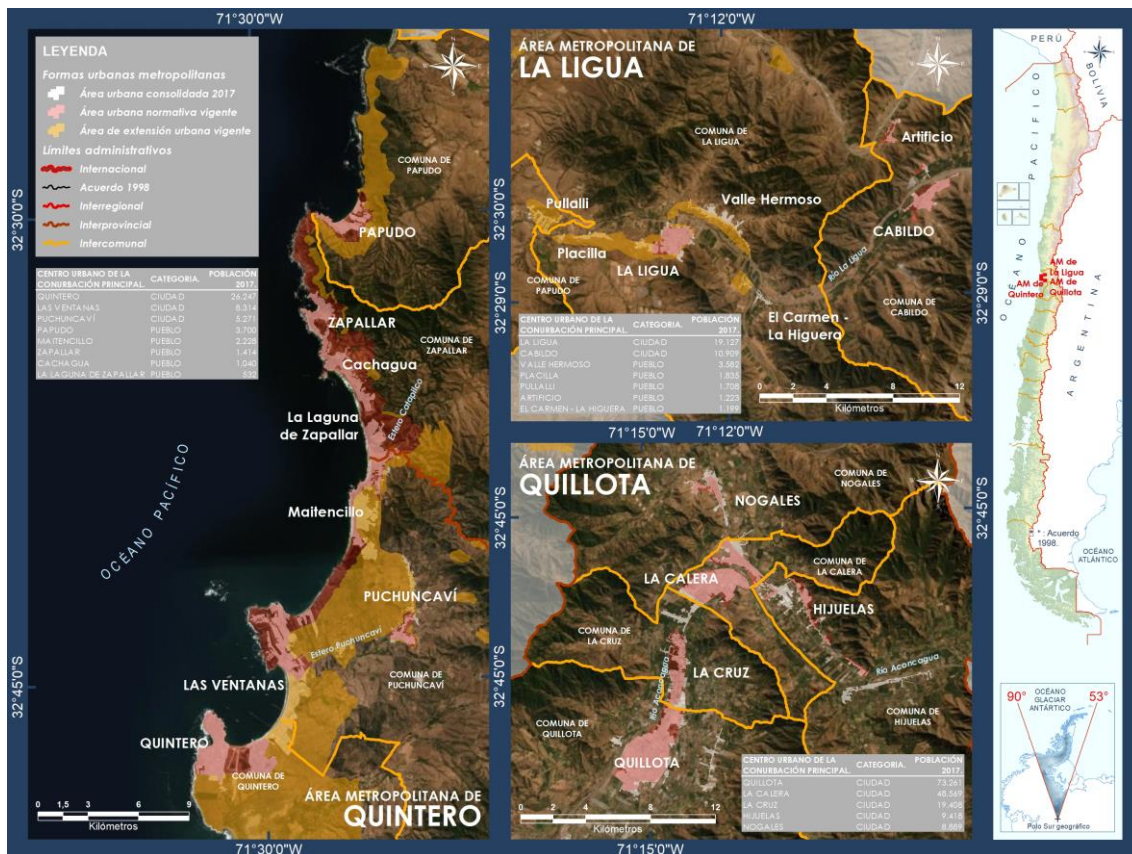 71°30'0"W
71°12'0"W
LEYENDA
Formas urbanas metropolitanas
Área urbana consolidada 2017
Área urbana normativa vigente
Área de extensión urbana vigente
Límites administrativos
Internacional
Acuerdo 1998
Interregional
Interprovincial
Intercomunal
CENTRO URBANO DE LA CONURBACIÓN PRINCIPAL. CATEGORIA. POBLACIÓN 2017.
QUINTERO CIUDAD 26.247
LAS VENTANAS CIUDAD 8.314
PUCHUNCAVÍ CIUDAD 5.271
PAPUDO PUEBLO 3.700
MAITENCILLO PUEBLO 2.228
ZAPALLAR PUEBLO 1.414
CACHAGUA PUEBLO 1.040
LA LAGUNA DE ZAPALLAR PUEBLO 532
32°30'0"S
32°45'0"S
COMUNA DE
PAPUDO
PAPUDO
ZAPALLAR
COMUNA DE
ZAPALLAR
Cachagua
Estero Catapilco
La Laguna
de Zapallar
Maitencillo
OCÉANO PACÍFICO
PUCHUNCAVÍ
Estero Puchuncaví
COMUNA DE
PUCHUNCAVÍ
LAS VENTANAS
QUINTERO
COMUNA DE
QUINTERO
ÁREA METROPOLITANA DE
QUINTERO
0 1,5 3 6 9
Kilómetros
71°30'0"W
ÁREA METROPOLITANA DE
LA LIGUA
COMUNA DE
LA LIGUA
Artificio
32°30'0"S
32°29'0"S
Pullalli
Valle Hermoso
CABILDO
Placilla
LA LIGUA
Río La Ligua
COMUNA DE
PAPUDO
COMUNA DE
CABILDO
El Carmen -
La Higuera
32°29'0"S
CENTRO URBANO DE LA CONURBACIÓN PRINCIPAL. CATEGORIA. POBLACIÓN 2017.
LA LIGUA CIUDAD 19.127
CABILDO CIUDAD 10.909
VALLE HERMOSO PUEBLO 3.582
PLACILLA PUEBLO 1.835
PULLALLI PUEBLO 1.708
ARTIFICIO PUEBLO 1.223
EL CARMEN - LA HIGUERA PUEBLO 1.199
0 2 4 8 12
Kilómetros
71°15'0"W
71°12'0"W
ÁREA METROPOLITANA DE
QUILLOTA
32°45'0"S
32°45'0"S
NOGALES
COMUNA DE
NOGALES
COMUNA DE
LA CALERA
LA CALERA
HIJUELAS
COMUNA DE
LA CRUZ
LA CRUZ
Río Aconcagua
Río Aconcagua
COMUNA DE
HIJUELAS
COMUNA DE
QUILLOTA
QUILLOTA
32°45'0"S
CENTRO URBANO DE LA CONURBACIÓN PRINCIPAL. CATEGORIA. POBLACIÓN 2017.
QUILLOTA CIUDAD 73.261
LA CALERA CIUDAD 48.569
LA CRUZ CIUDAD 19.408
HIJUELAS CIUDAD 9.418
NOGALES CIUDAD 8.889
0 2 4 8 12
Kilómetros
71°15'0"W
PERÚ
BOLIVIA
OCÉANO PACIFICO
AM de
La Ligua
AM de
Quintero
AM de
Quillota
ARGENTINA
* : Acuerdo
1998.
OCÉANO
ATLÁNTICO
90°
OCÉANO
GLACIAR
ANTÁRTICO
53°
Polo Sur geográfico